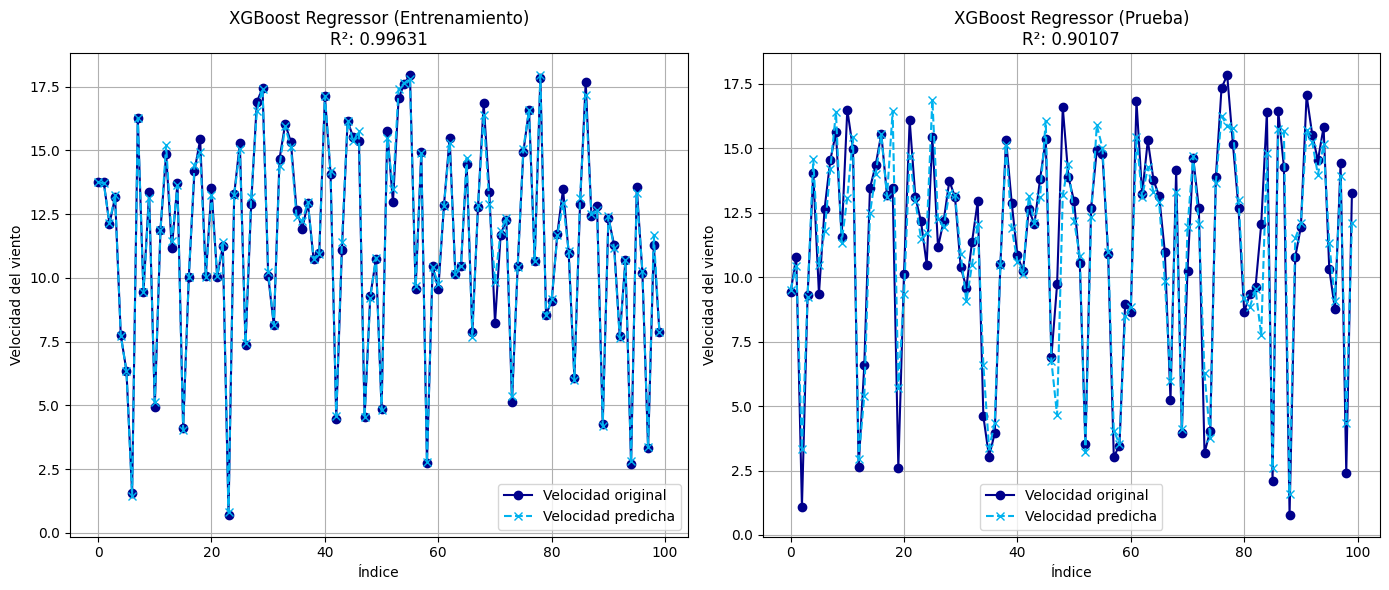 XGBoost Regressor (Entrenamiento)
R²: 0.99631
Velocidad del viento
17.5
15.0
12.5
10.0
7.5
5.0
2.5
0.0
0
20
40
60
80
100
Índice
Velocidad original
Velocidad predicha
XGBoost Regressor (Prueba)
R²: 0.90107
Velocidad del viento
17.5
15.0
12.5
10.0
7.5
5.0
2.5
0.0
0
20
40
60
80
100
Índice
Velocidad original
Velocidad predicha